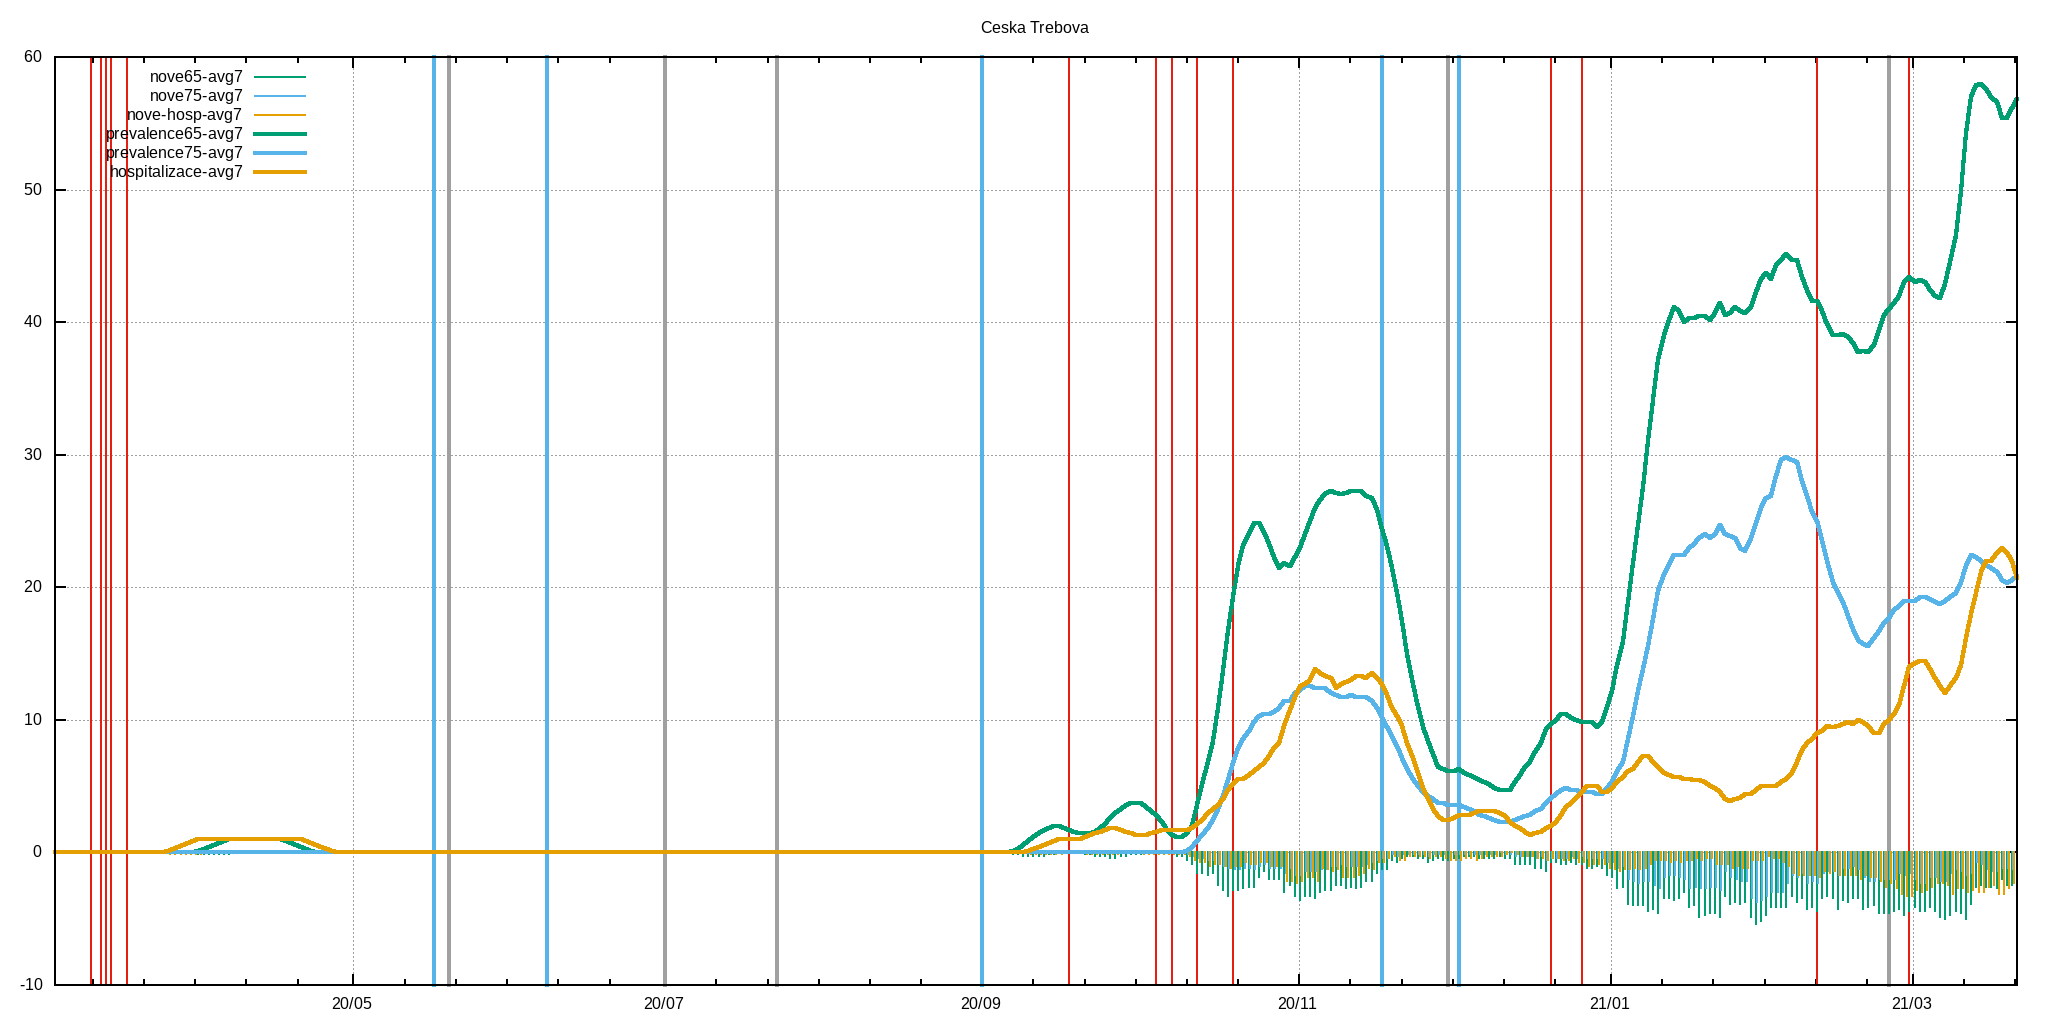 Ceska Trebova
60
50
40
30
20
10
0
-10
nove65-avg7
nove75-avg7
nove-hosp-avg7
prevalence65-avg7
prevalence75-avg7
hospitalizace-avg7
20/05
20/07
20/09
20/11
21/01
21/03